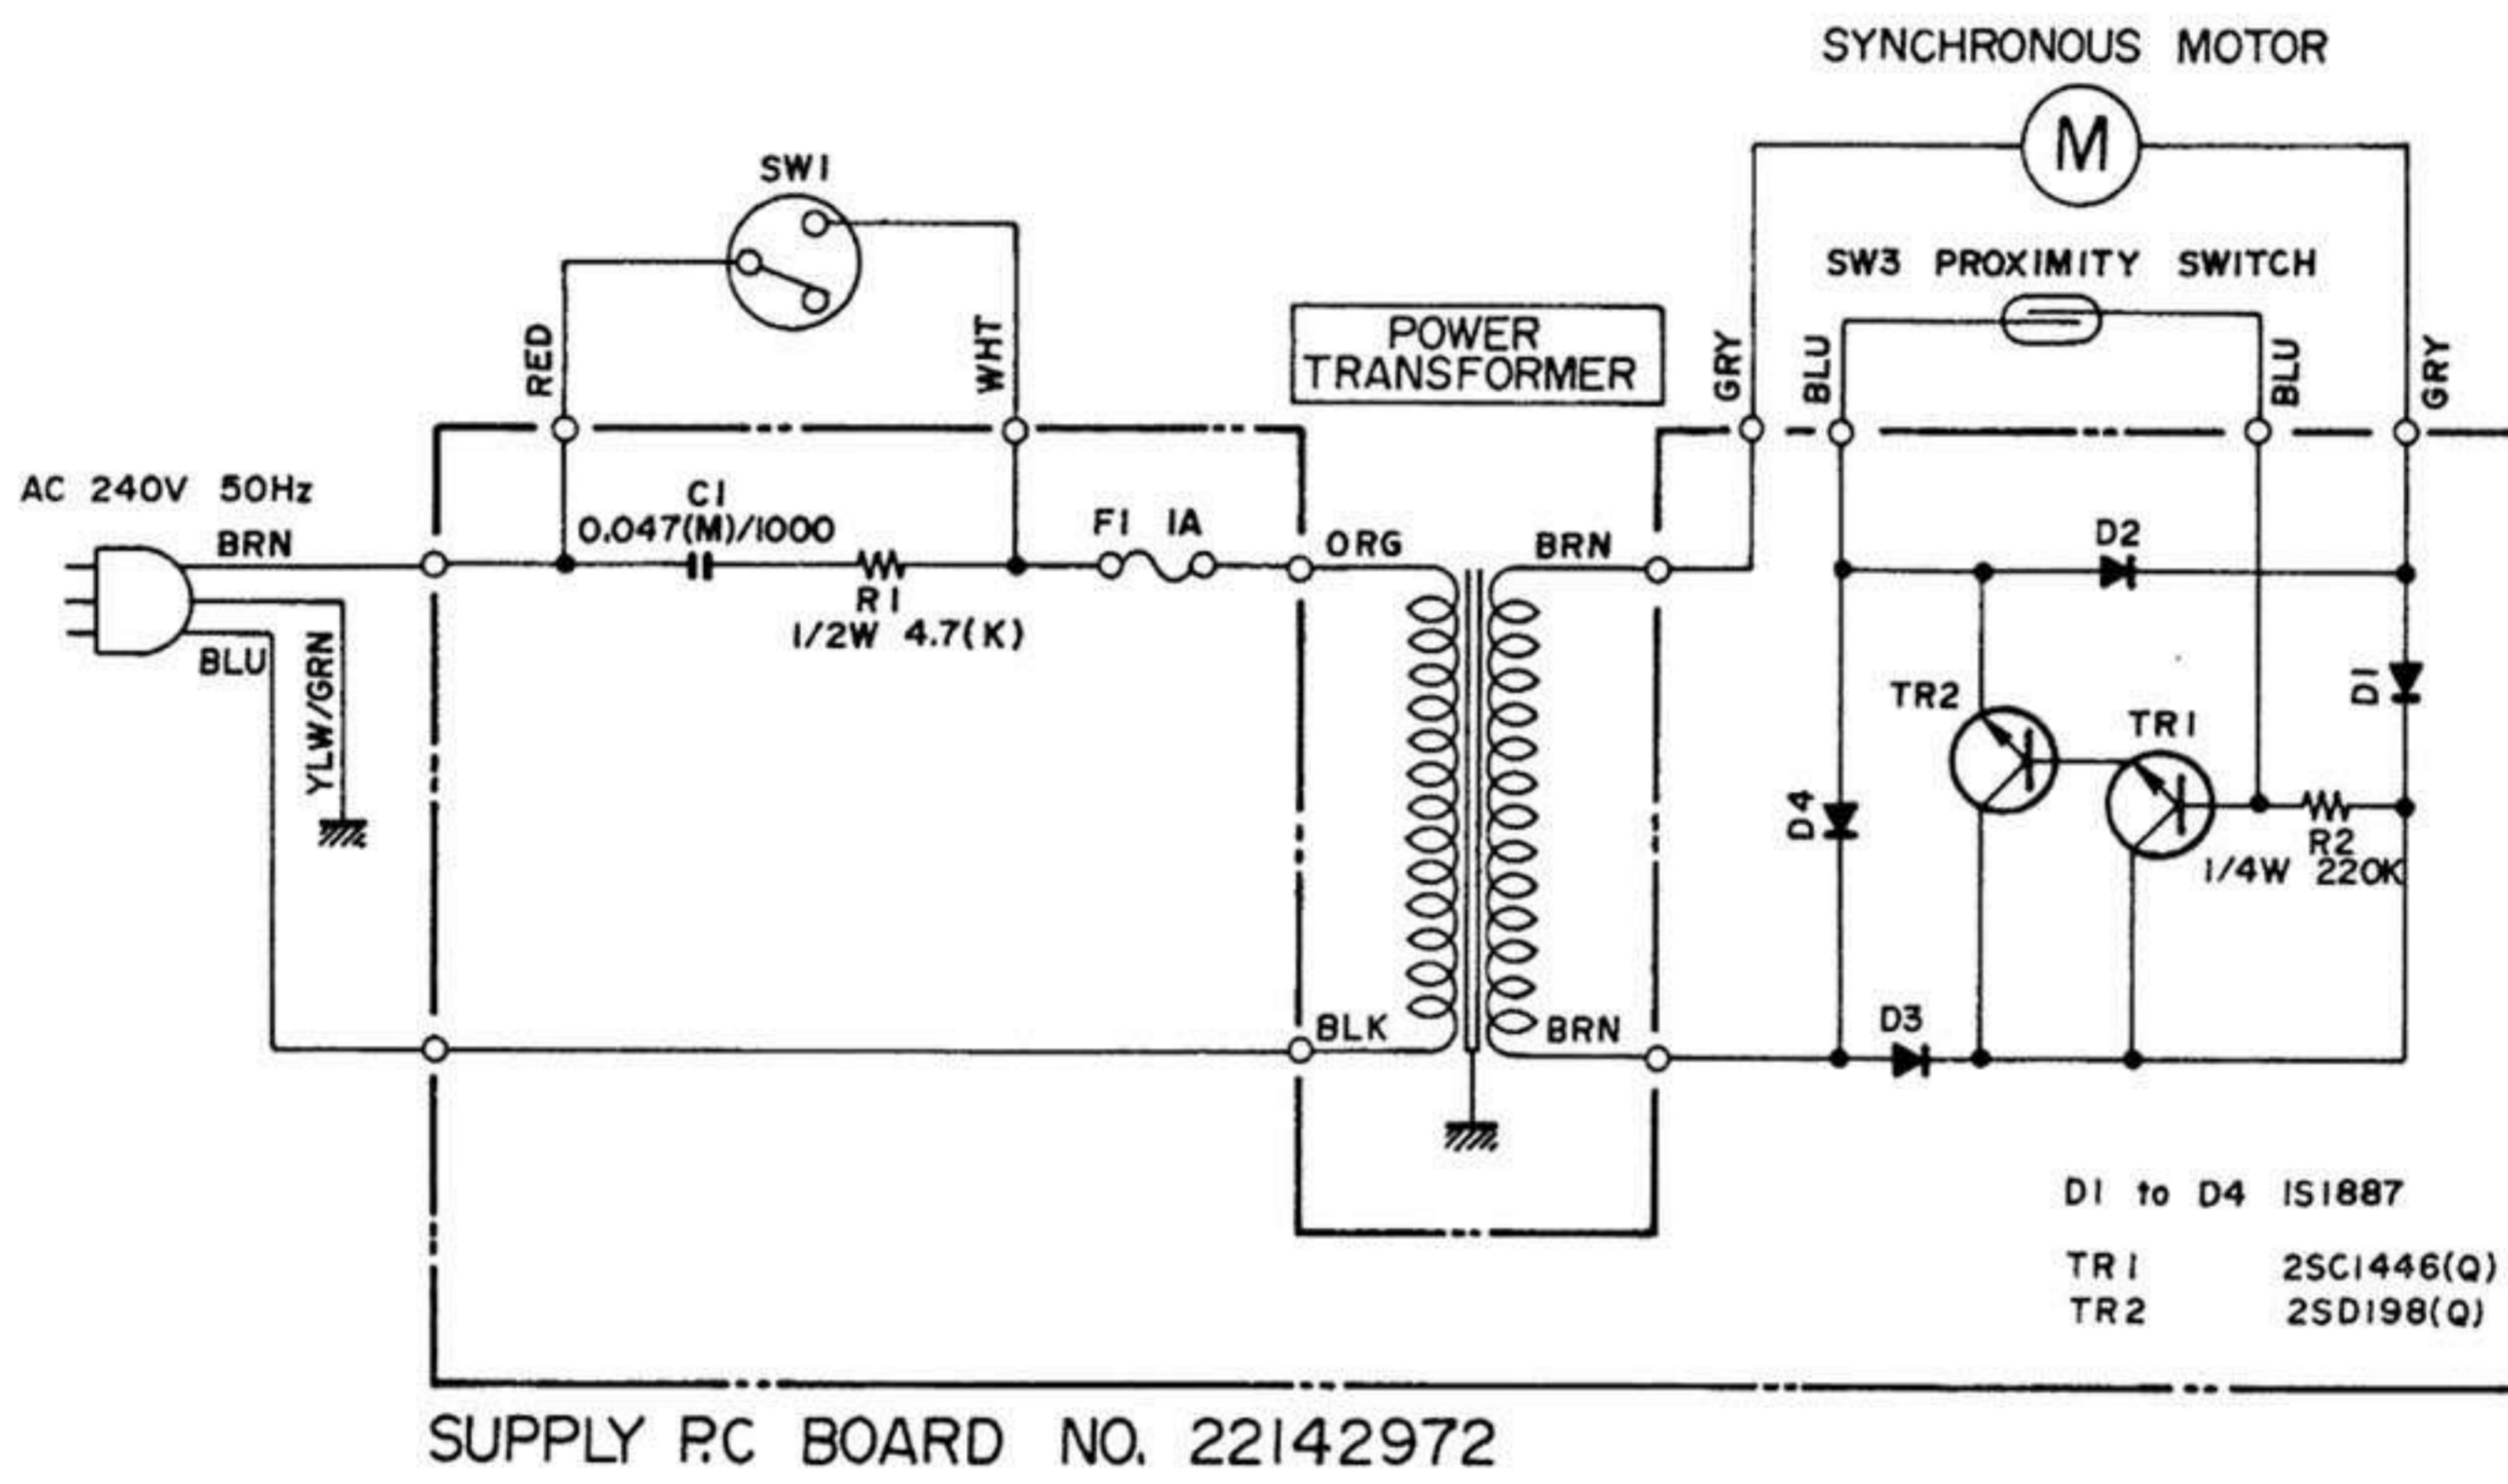 SYNCHRONOUS MOTOR
M
SW1
SW3 PROXIMITY SWITCH
RED
WHT
POWER
TRANSFORMER
GRY
BLU
BLU
GRY
AC 240V 50Hz
BRN
C1
0.047(M)/1000
F1 1A
ORG
BRN
D2
R1
1/2W 4.7(K)
BLU
YLW/GRN
TR2
TR1
D1
D4
R2
1/4W 220K
BLK
BRN
D3
D1 to D4 1S1887
TR1 2SC1446(Q)
TR2 2SD198(Q)
SUPPLY P.C BOARD NO. 22142972